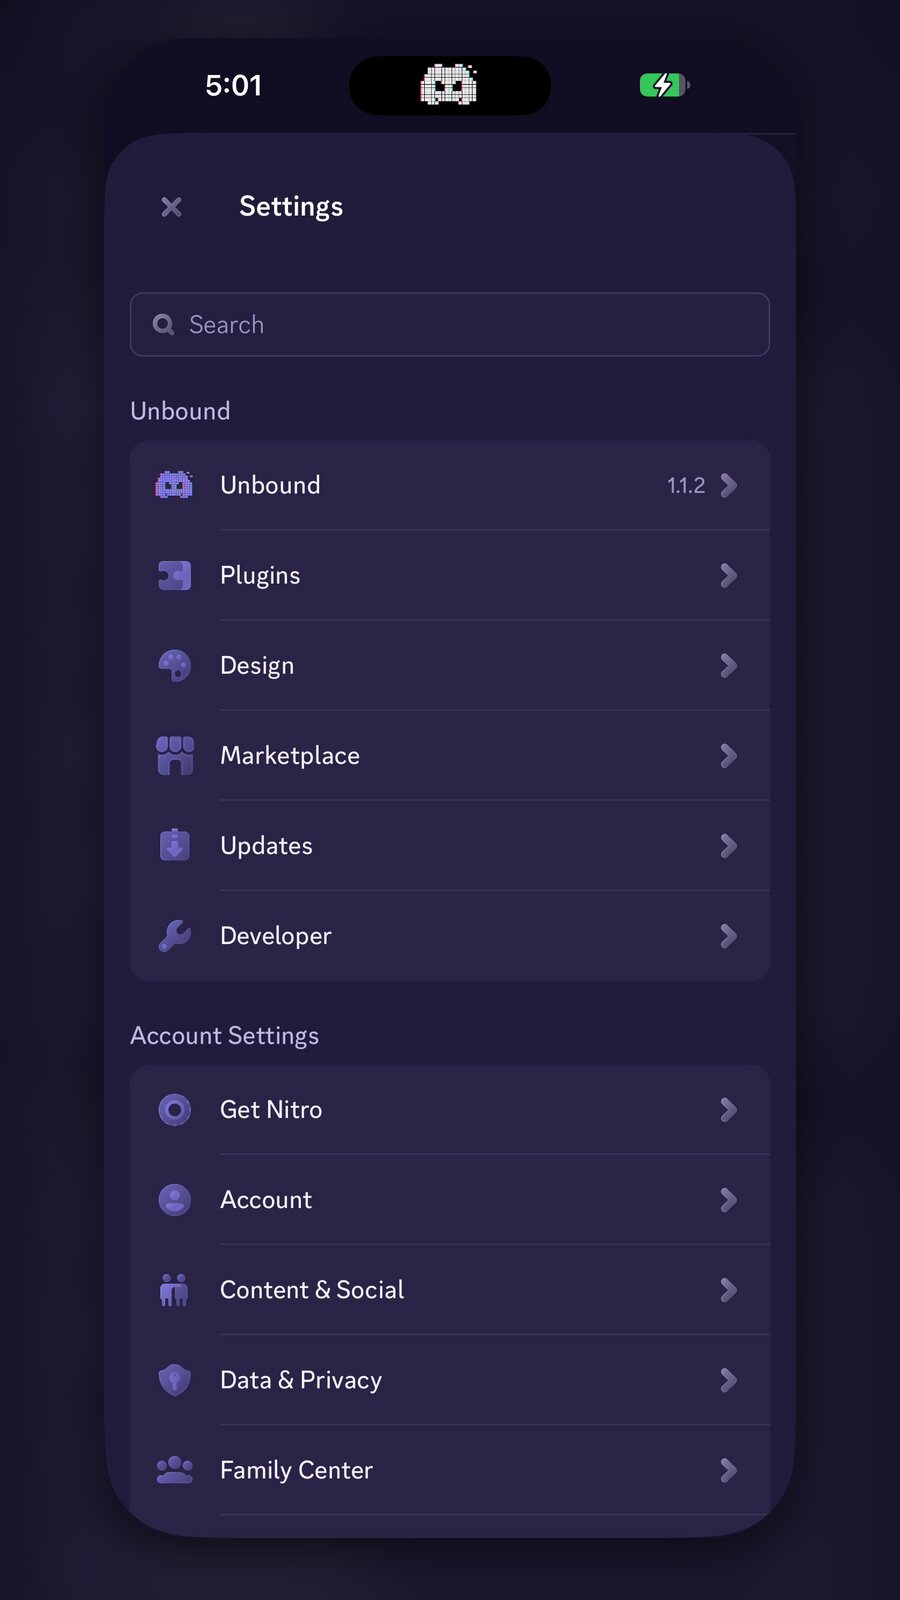 5:01
Settings
Search
Unbound
Unbound 1.1.2
Plugins
Design
Marketplace
Updates
Developer
Account Settings
Get Nitro
Account
Content & Social
Data & Privacy
Family Center